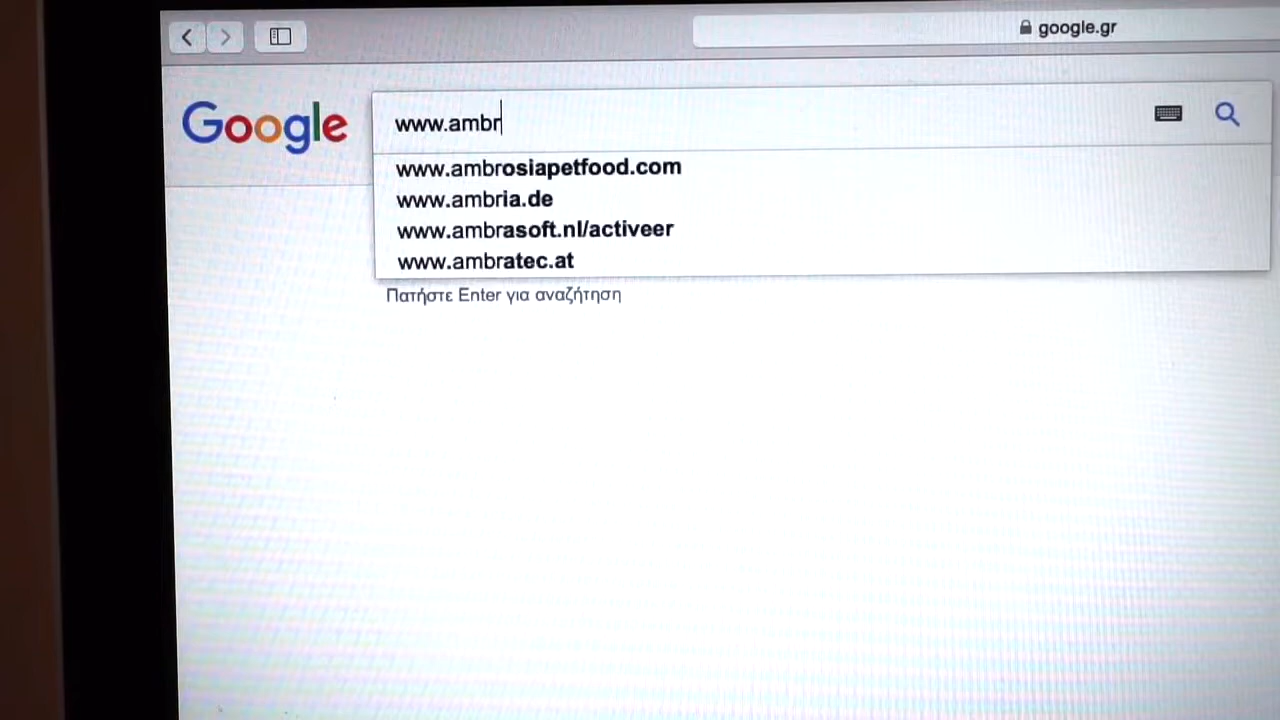 google.gr
Google
www.ambr
www.ambrosiapetfood.com
www.ambria.de
www.ambrasoft.nl/activeer
www.ambratec.at
Πατήστε Enter για αναζήτηση